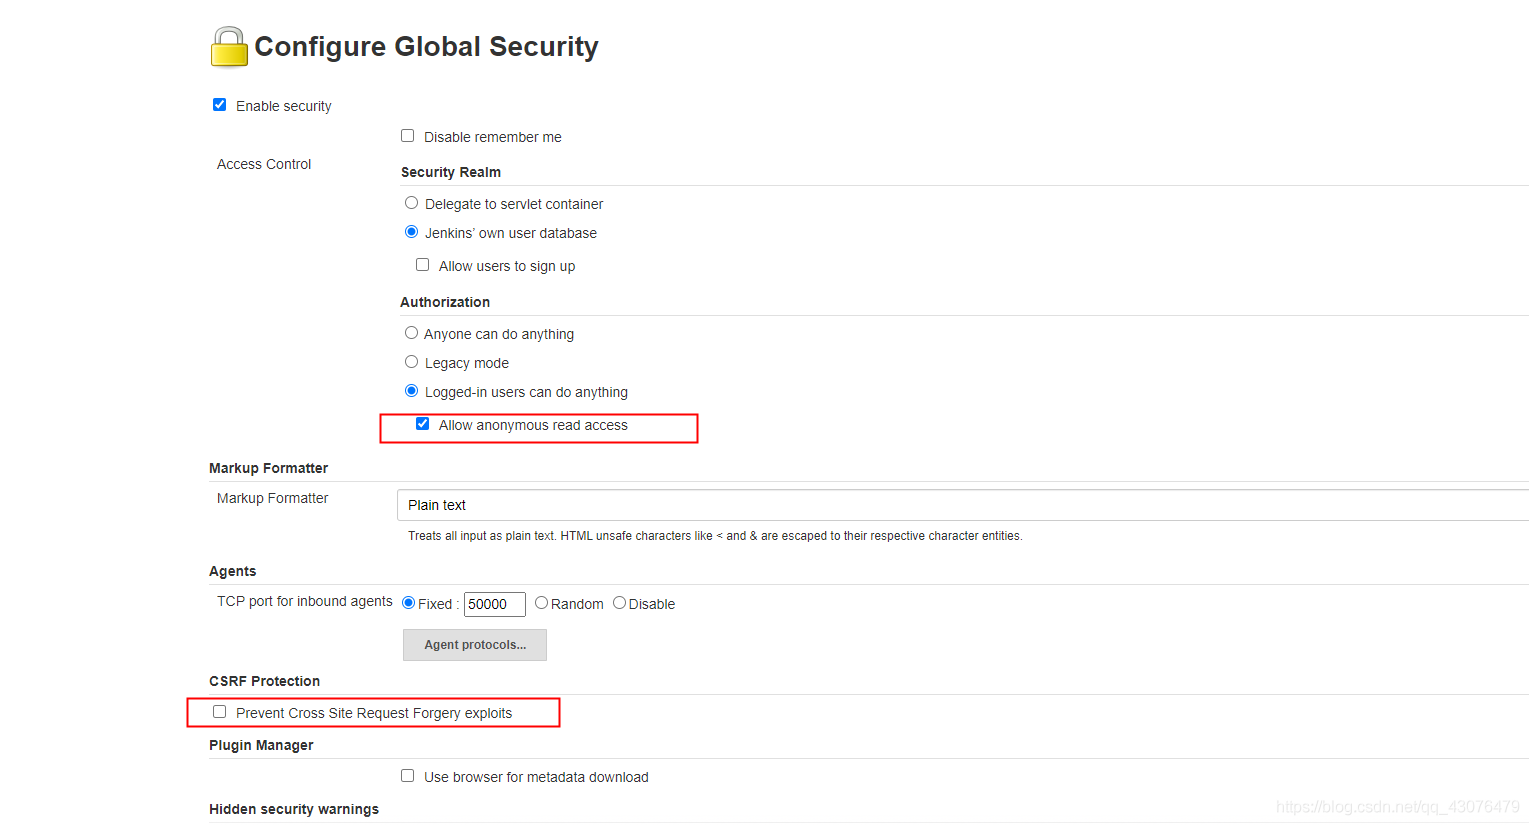 Configure Global Security
Enable security
Disable remember me
Access Control
Security Realm
Delegate to servlet container
Jenkins’ own user database
Allow users to sign up
Authorization
Anyone can do anything
Legacy mode
Logged-in users can do anything
Allow anonymous read access
Markup Formatter
Markup Formatter
Plain text
Treats all input as plain text. HTML unsafe characters like < and & are escaped to their respective character entities.
Agents
TCP port for inbound agents Fixed : 50000 Random Disable
Agent protocols...
CSRF Protection
Prevent Cross Site Request Forgery exploits
Plugin Manager
Use browser for metadata download
Hidden security warnings
https://blog.csdn.net/qq_43076479